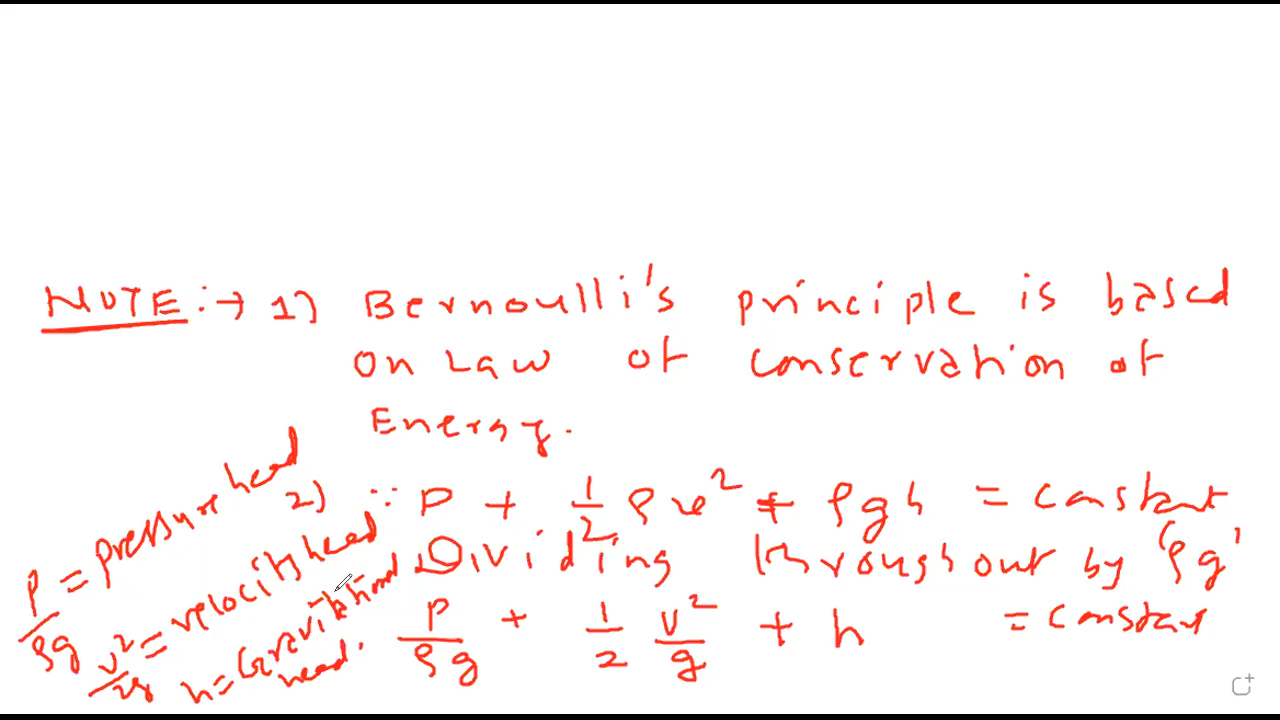 NOTE :→ 1) Bernoulli's principle is based
on Law of conservation of
Energy.
2) ∵ P + 1/2 ρv² + ρgh = constant
Dividing throughout by 'ρg'
P/ρg + 1/2 v²/g + h = constant
P/ρg = pressure head
v²/2g = velocity head
h = Gravitational
head.